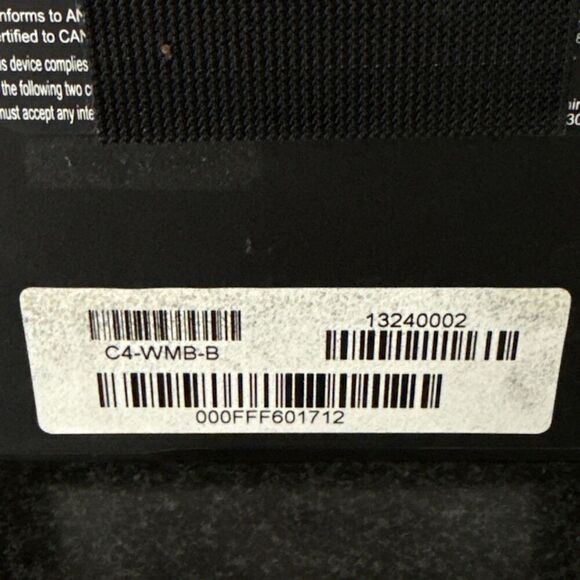 nforms to AN
rtified to CAN
s device complies
the following two c
must accept any inte
30
C4-WMB-B
13240002
000FFF601712